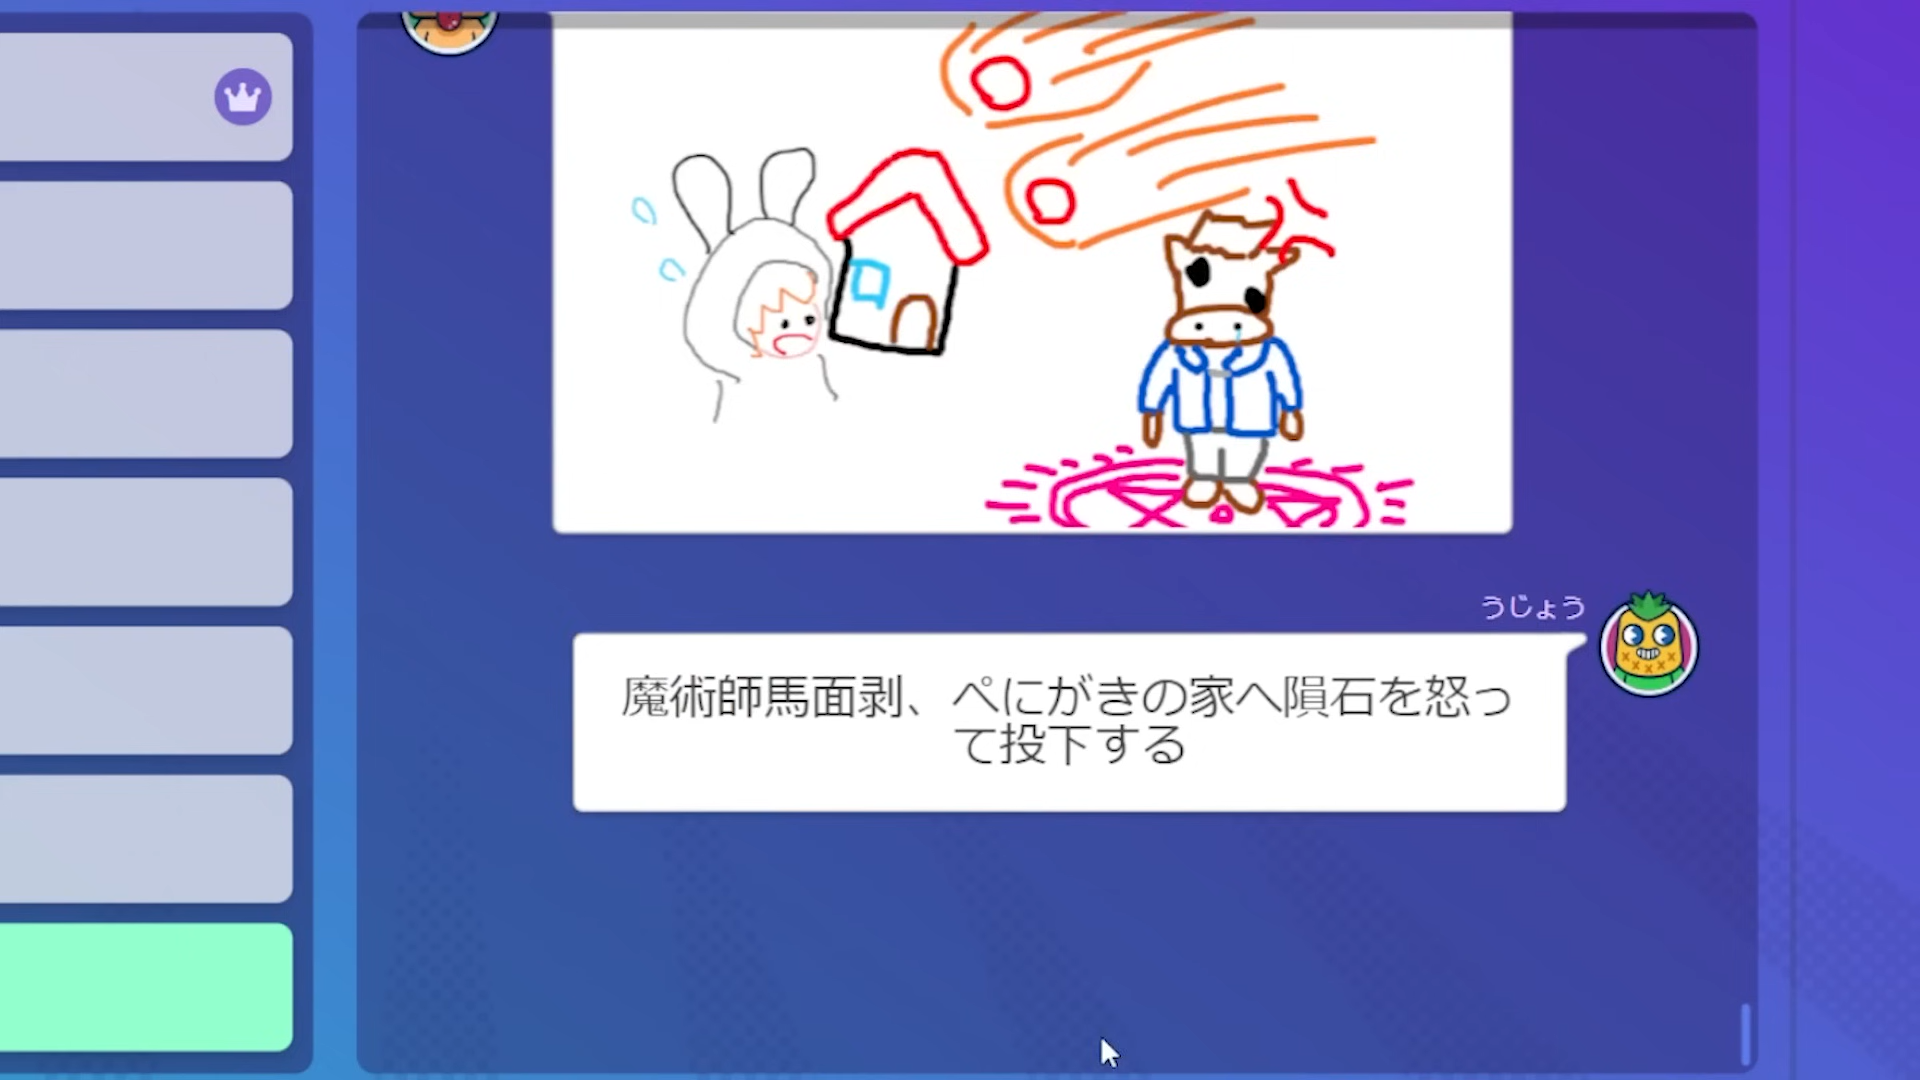 うじょう
魔術師馬面剥、ぺにがきの家へ隕石を怒っ
て投下する